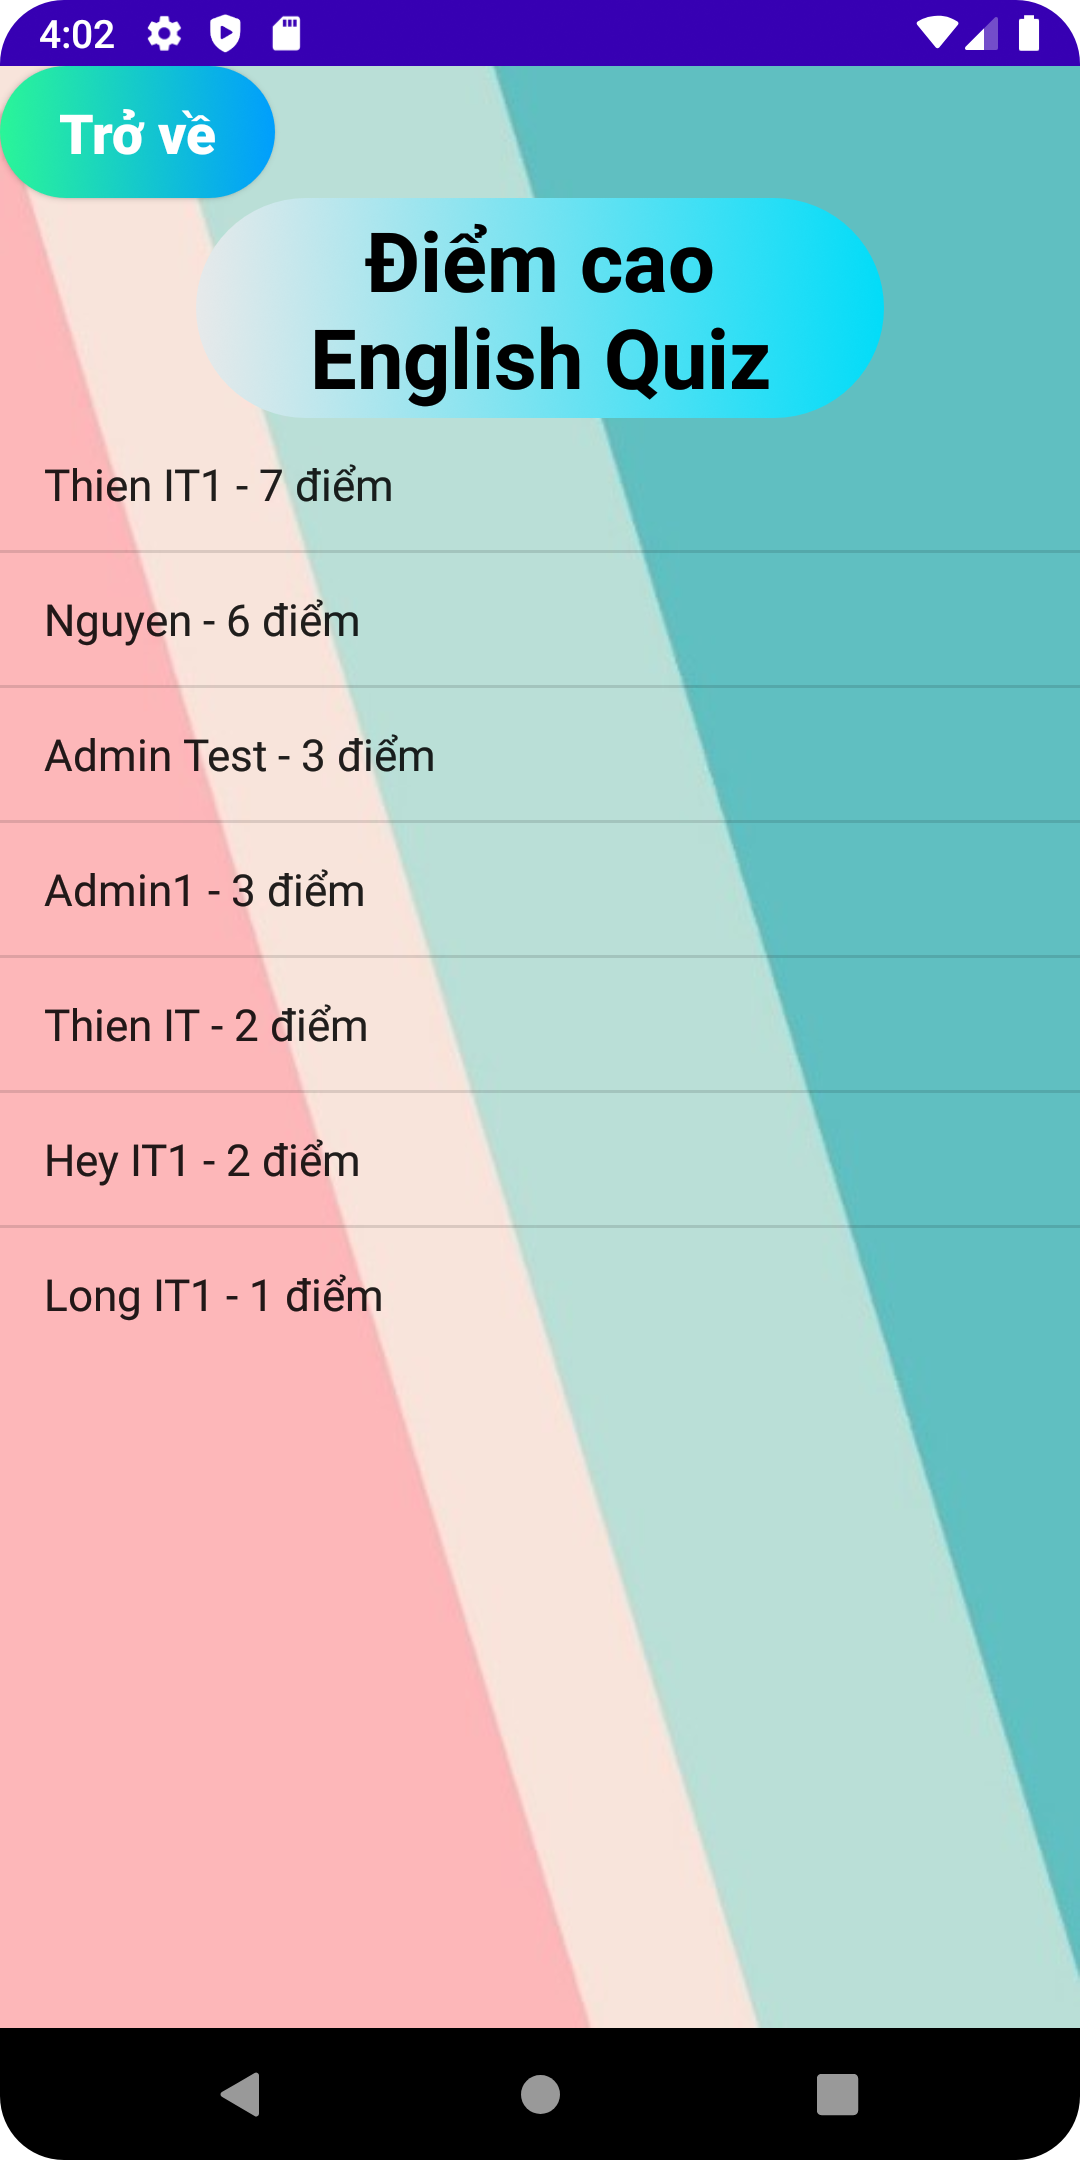 4:02
Trở về
Điểm cao
English Quiz
Thien IT1 - 7 điểm
Nguyen - 6 điểm
Admin Test - 3 điểm
Admin1 - 3 điểm
Thien IT - 2 điểm
Hey IT1 - 2 điểm
Long IT1 - 1 điểm